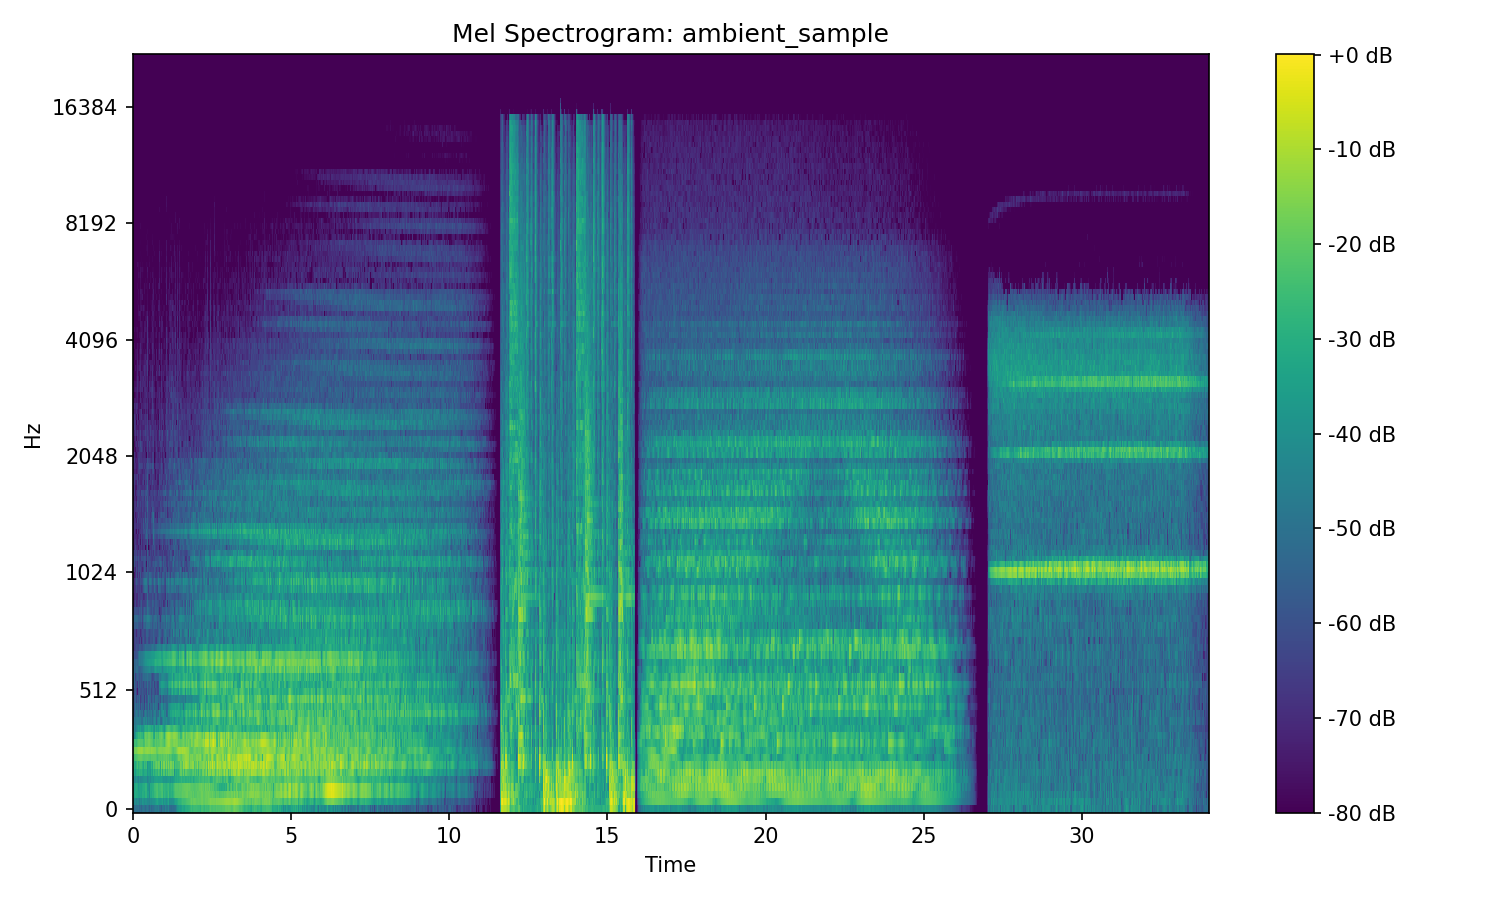 Mel Spectrogram: ambient_sample
Hz
16384
8192
4096
2048
1024
512
0
0 5 10 15 20 25 30
Time
+0 dB
-10 dB
-20 dB
-30 dB
-40 dB
-50 dB
-60 dB
-70 dB
-80 dB